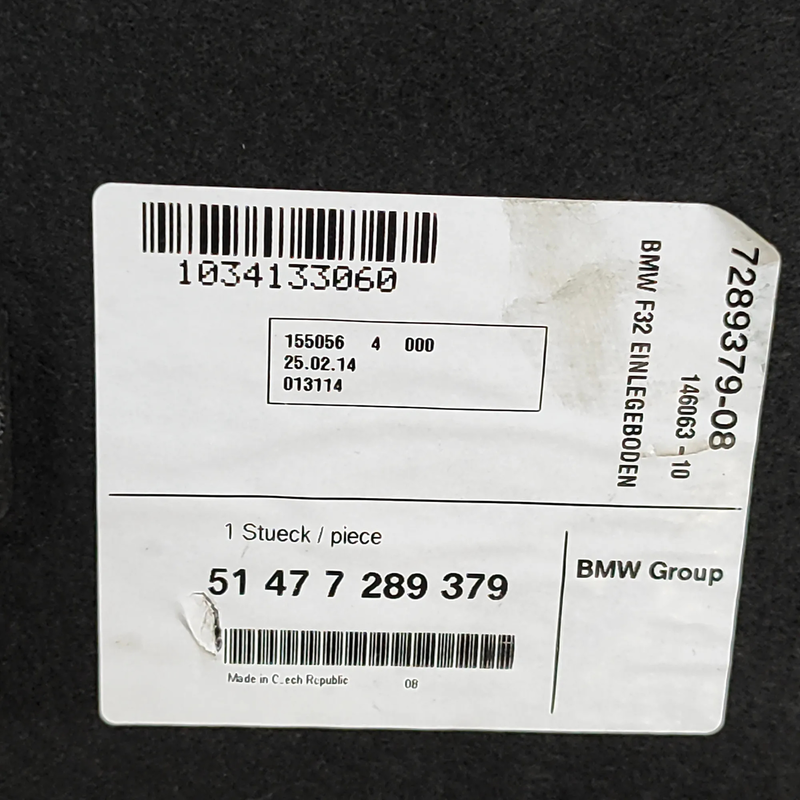 1034133060
155056 4 000
25.02.14
013114
7289379-08
146063-10
BMW F32 EINLEGEBODEN
1 Stueck / piece
51 47 7 289 379
BMW Group
Made in Czech Republic 08